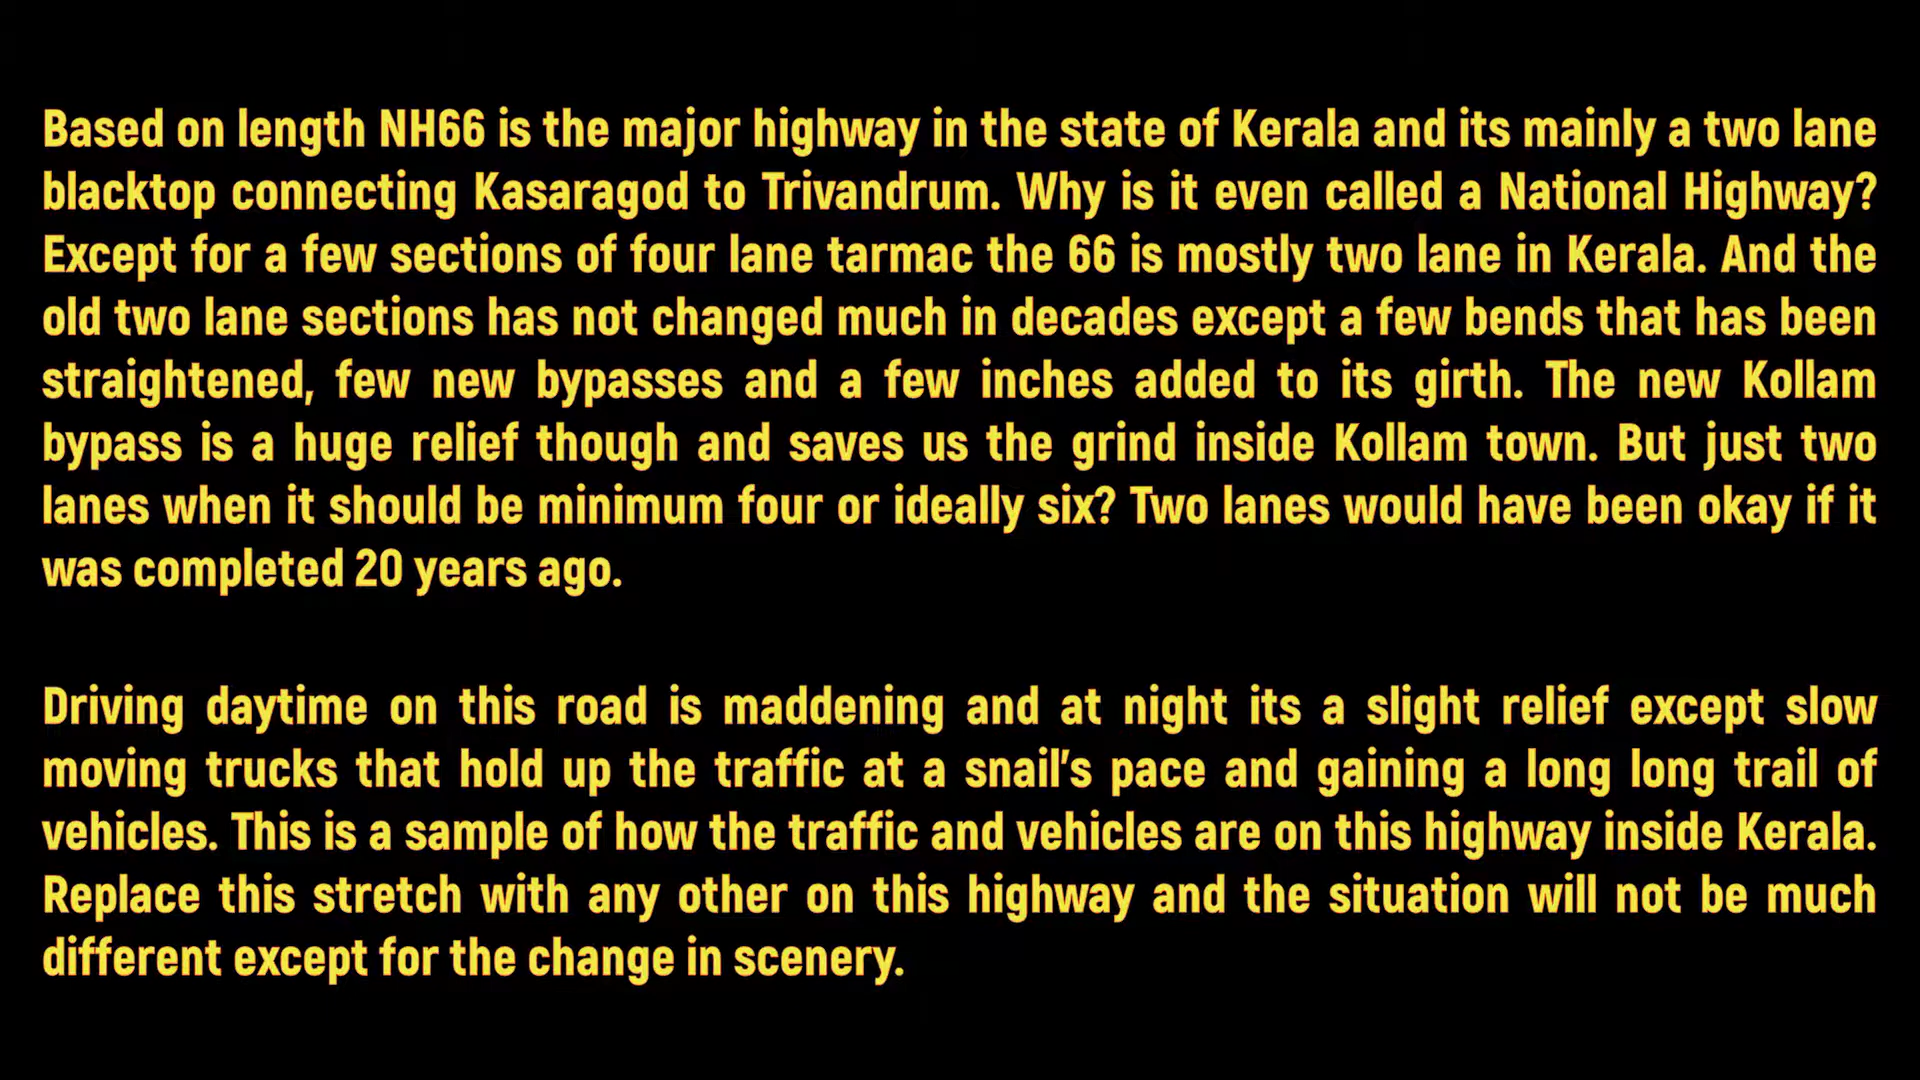 Based on length NH66 is the major highway in the state of Kerala and its mainly a two lane
blacktop connecting Kasaragod to Trivandrum. Why is it even called a National Highway?
Except for a few sections of four lane tarmac the 66 is mostly two lane in Kerala. And the
old two lane sections has not changed much in decades except a few bends that has been
straightened, few new bypasses and a few inches added to its girth. The new Kollam
bypass is a huge relief though and saves us the grind inside Kollam town. But just two
lanes when it should be minimum four or ideally six? Two lanes would have been okay if it
was completed 20 years ago.
Driving daytime on this road is maddening and at night its a slight relief except slow
moving trucks that hold up the traffic at a snail's pace and gaining a long long trail of
vehicles. This is a sample of how the traffic and vehicles are on this highway inside Kerala.
Replace this stretch with any other on this highway and the situation will not be much
different except for the change in scenery.